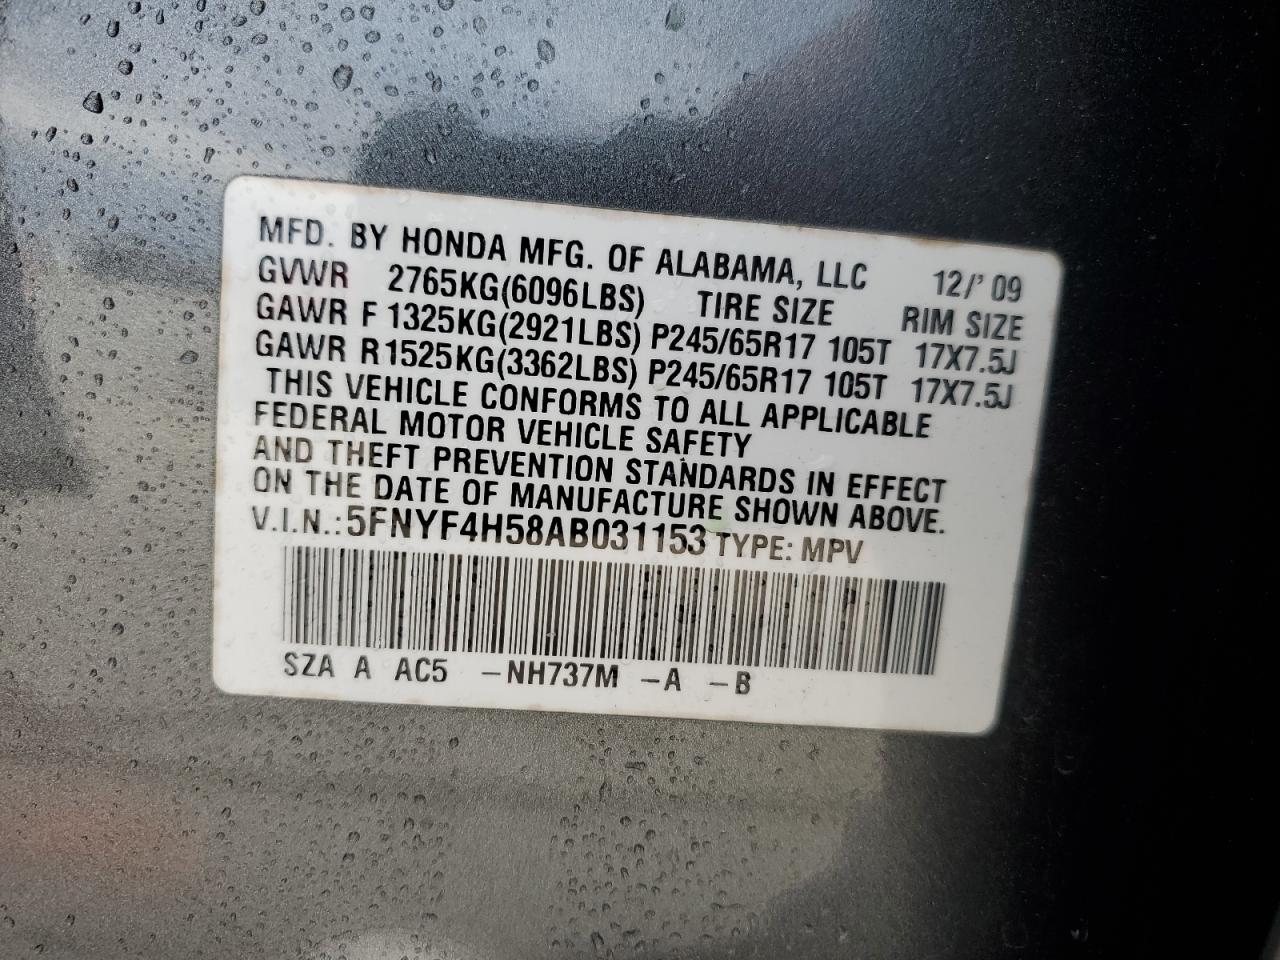 MFD. BY HONDA MFG. OF ALABAMA, LLC 12/'09
GVWR 2765KG(6096LBS) TIRE SIZE RIM SIZE
GAWR F 1325KG(2921LBS) P245/65R17 105T 17X7.5J
GAWR R 1525KG(3362LBS) P245/65R17 105T 17X7.5J
THIS VEHICLE CONFORMS TO ALL APPLICABLE
FEDERAL MOTOR VEHICLE SAFETY
AND THEFT PREVENTION STANDARDS IN EFFECT
ON THE DATE OF MANUFACTURE SHOWN ABOVE.
V.I.N.: 5FNYF4H58AB031153 TYPE: MPV
SZA A AC5 -NH737M -A -B